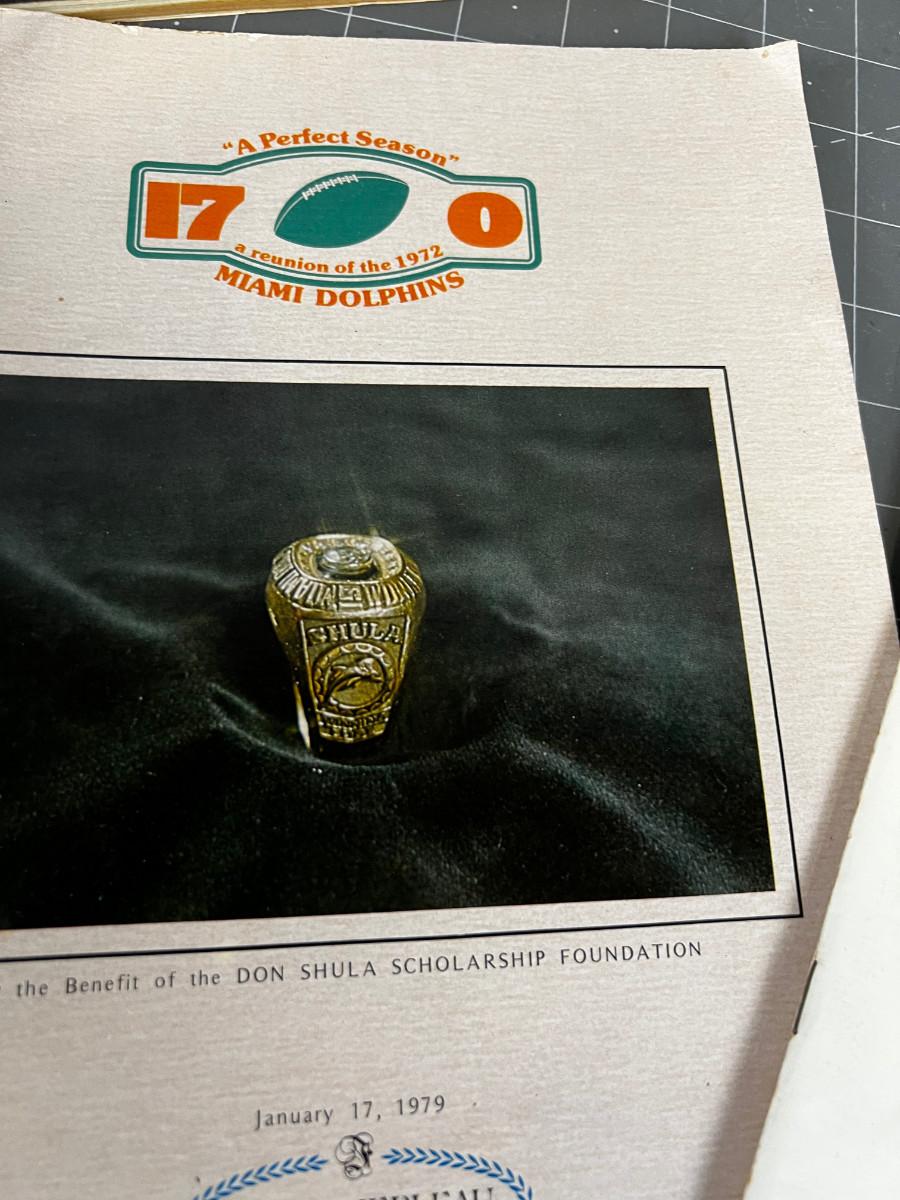 "A Perfect Season"
17 0
a reunion of the 1972
MIAMI DOLPHINS
SHULA
the Benefit of the DON SHULA SCHOLARSHIP FOUNDATION
January 17, 1979
F